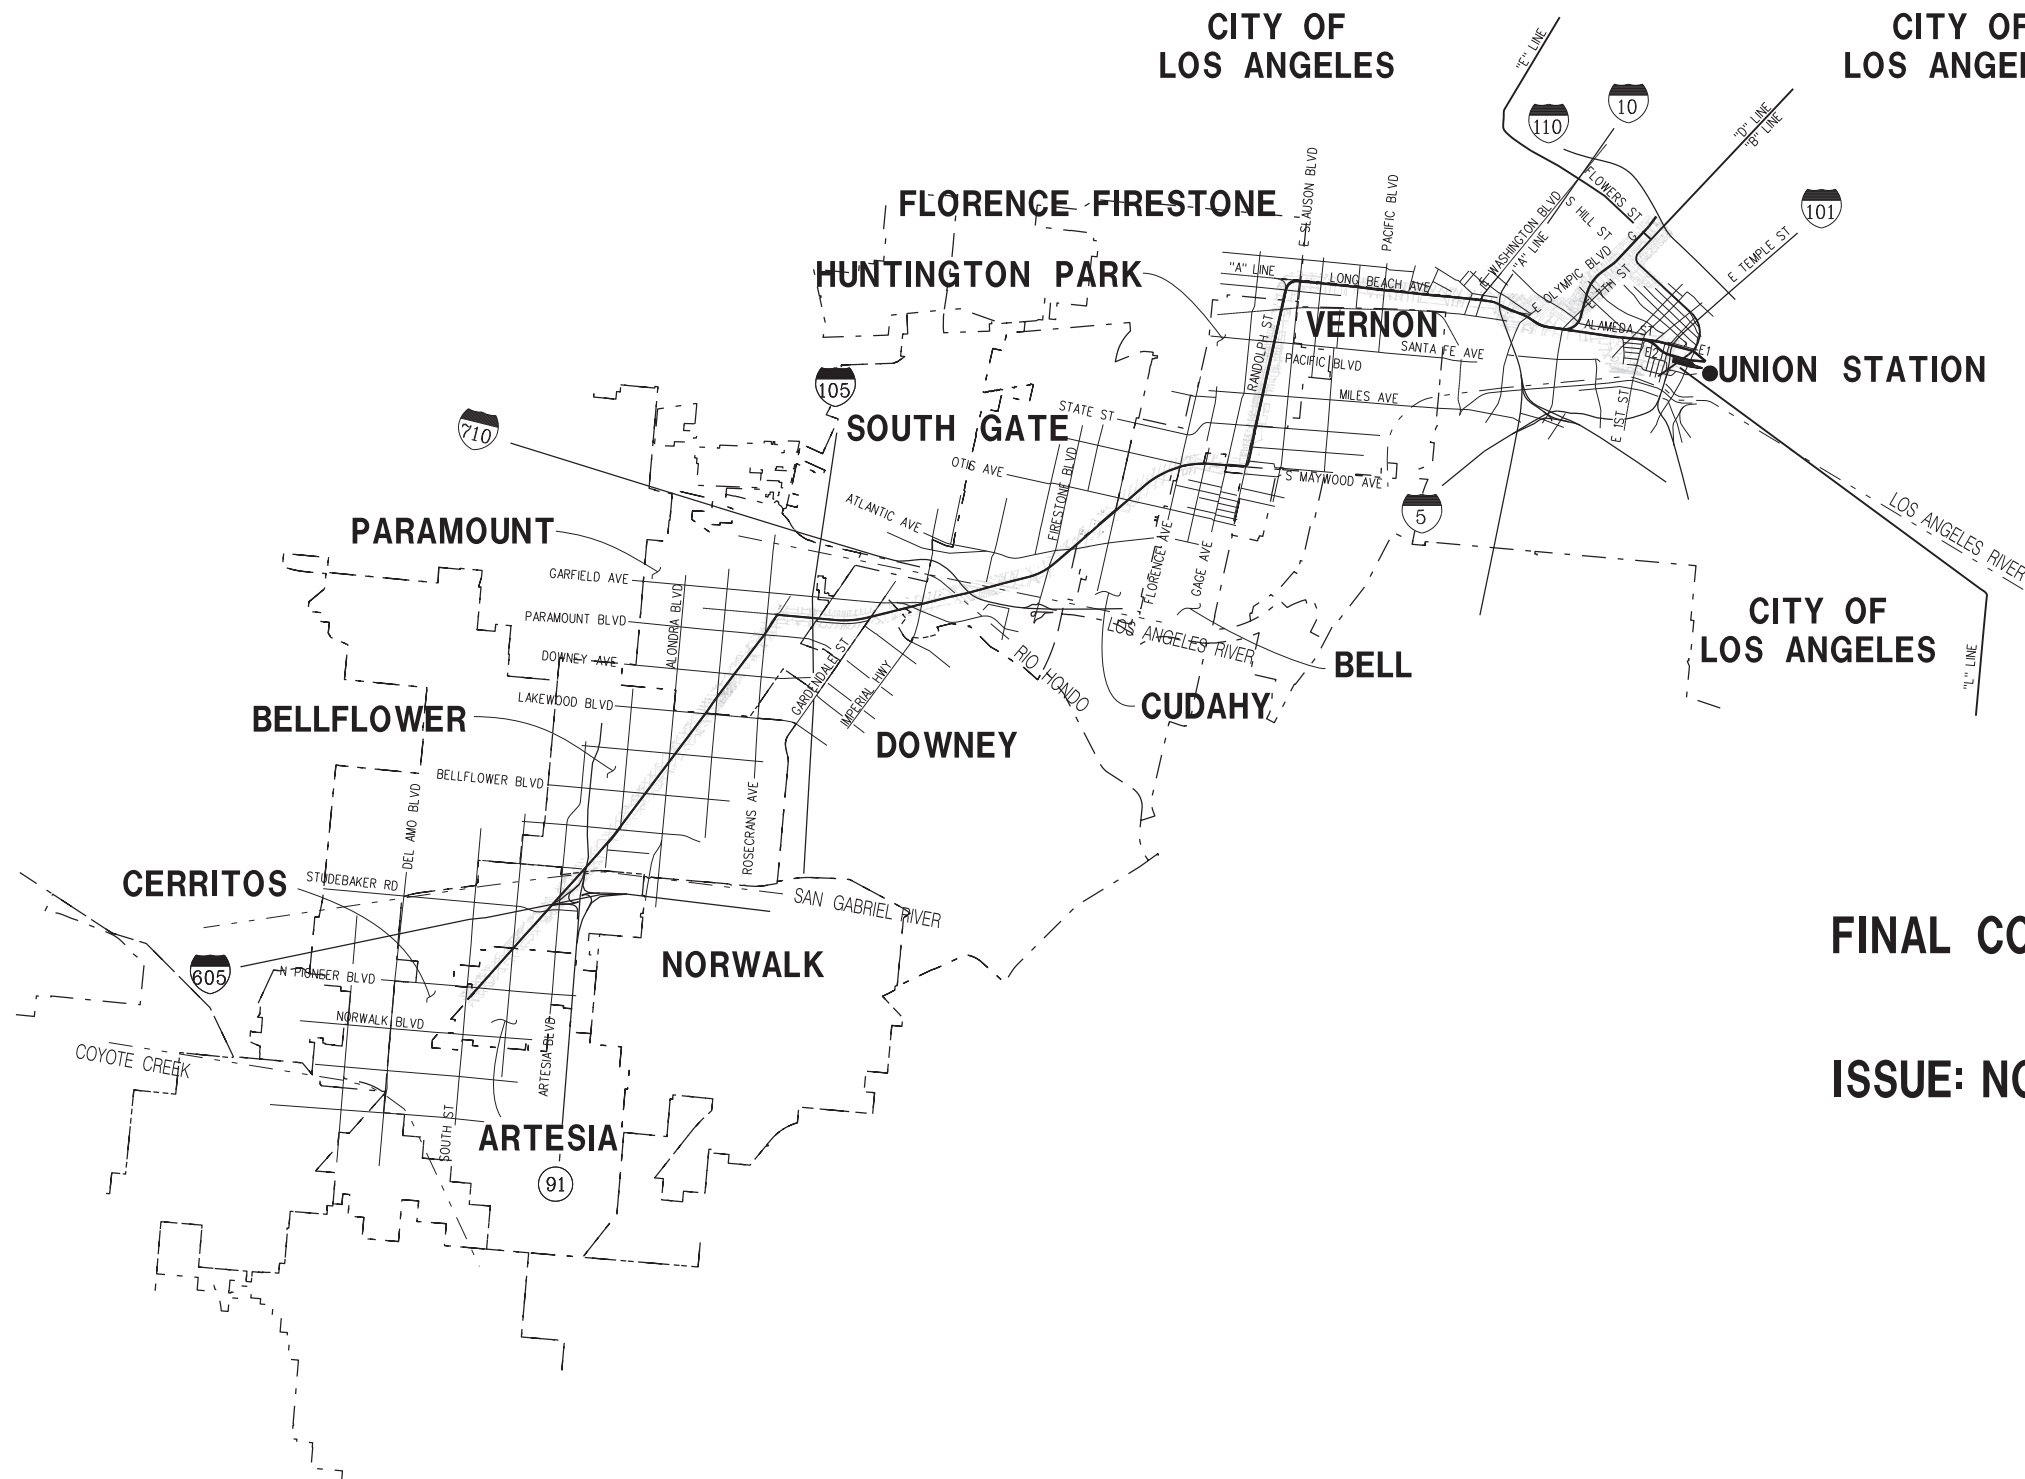 CITY OF
LOS ANGELES
CITY OF
LOS ANGEL
"E" LINE
10
110
"D" LINE
"B" LINE
101
FLOWERS ST
S HILL ST
E WASHINGTON BLVD
"A" LINE
E OLYMPIC BLVD
E 7TH ST
E TEMPLE ST
FLORENCE FIRESTONE
E SLAUSON BLVD
PACIFIC BLVD
HUNTINGTON PARK
"A" LINE
LONG BEACH AVE
VERNON
RANDOLPH ST
SANTA FE AVE
ALAMEDA ST
E2
E1
PACIFIC BLVD
UNION STATION
105
MILES AVE
STATE ST
E 1ST ST
710
SOUTH GATE
OTIS AVE
FIRESTONE BLVD
S MAYWOOD AVE
5
ATLANTIC AVE
LOS ANGELES RIVER
PARAMOUNT
FLORENCE AVE
GAGE AVE
GARFIELD AVE
PARAMOUNT BLVD
ALONDRA BLVD
DOWNEY AVE
LOS ANGELES RIVER
CITY OF
LOS ANGELES
"L" LINE
GARDENDALE ST
IMPERIAL HWY
RIO HONDO
BELL
LAKEWOOD BLVD
CUDAHY
BELLFLOWER
DOWNEY
BELLFLOWER BLVD
DEL AMO BLVD
ROSECRANS AVE
CERRITOS
STUDEBAKER RD
SAN GABRIEL RIVER
FINAL CO
605
N PIONEER BLVD
NORWALK
NORWALK BLVD
ARTESIA BLVD
COYOTE CREEK
ISSUE: NO
SOUTH ST
ARTESIA
91